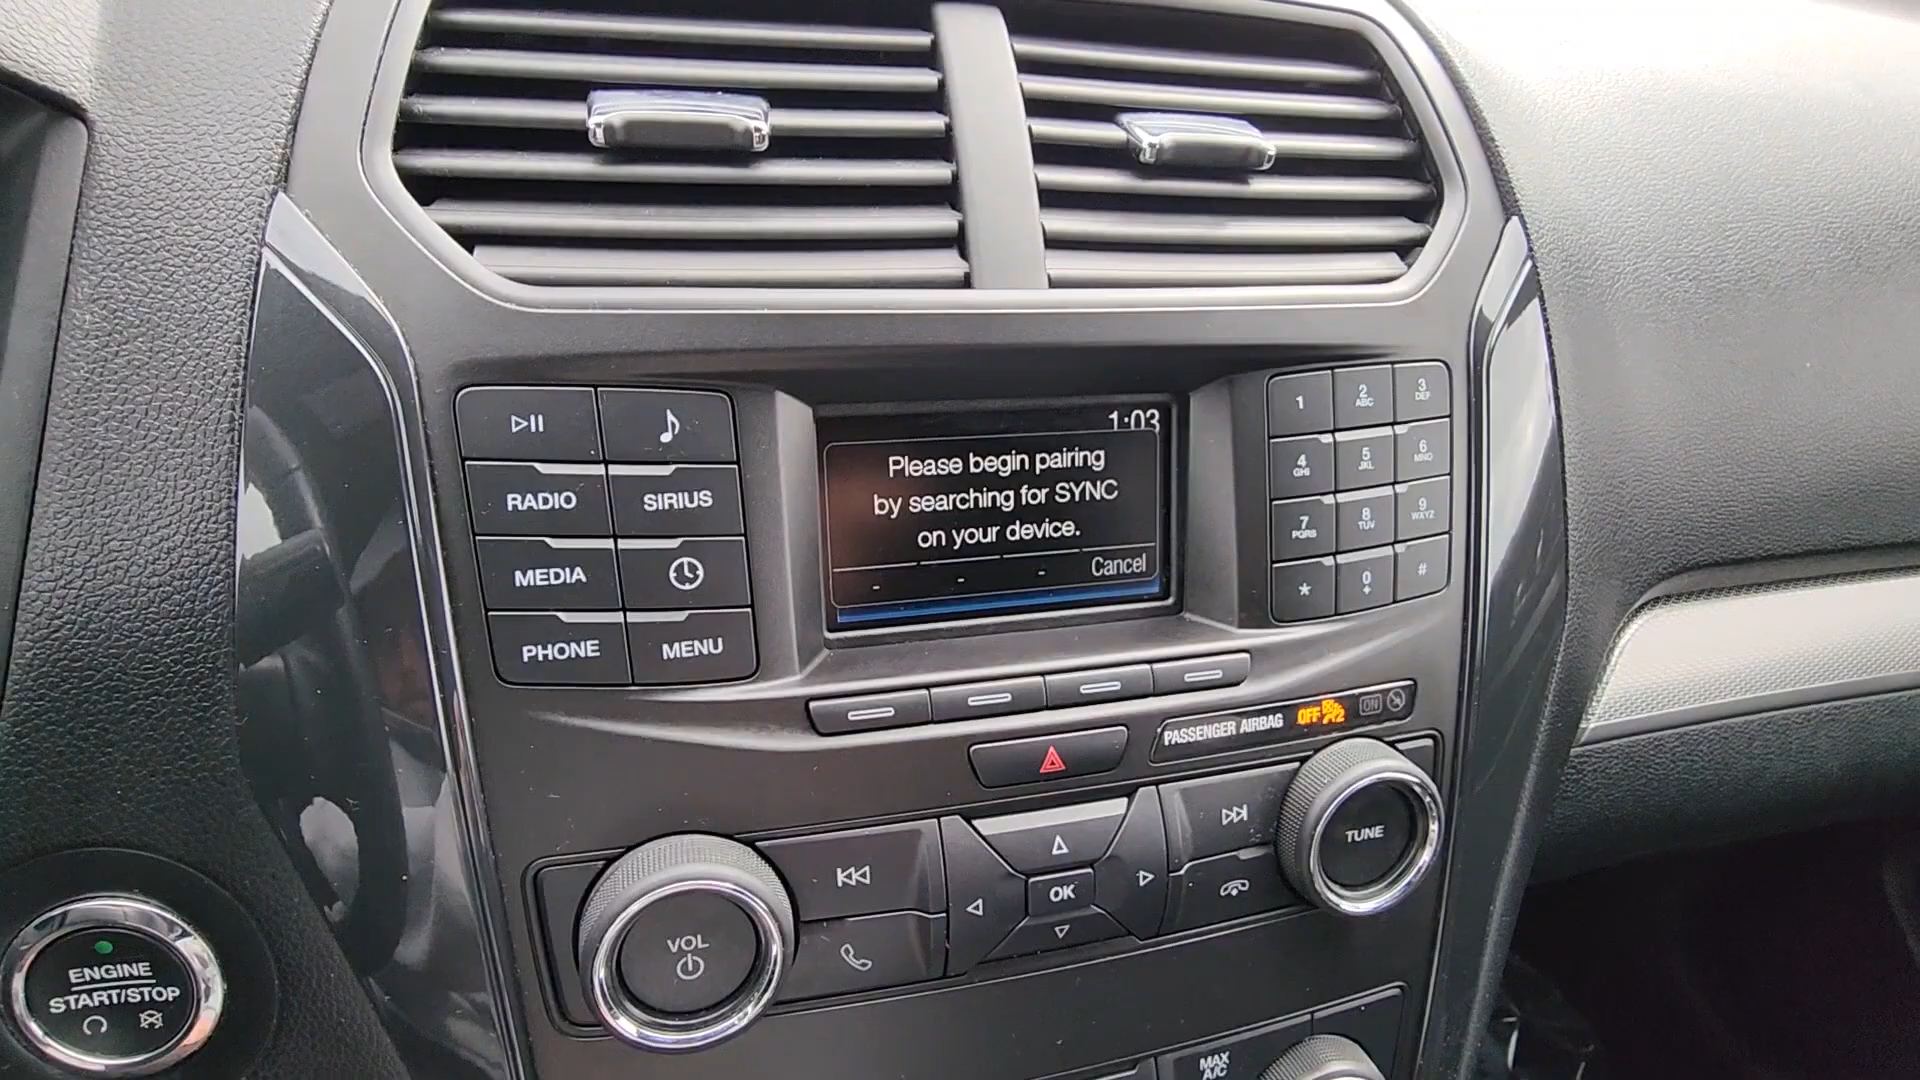 1:03
Please begin pairing
by searching for SYNC
on your device.
- - - Cancel
RADIO
SIRIUS
MEDIA
PHONE
MENU
1
2 ABC
3 DEF
4 GHI
5 JKL
6 MNO
7 PQRS
8 TUV
9 WXYZ
*
0 +
#
PASSENGER AIRBAG OFF 2 ON
TUNE
OK
VOL
ENGINE
START/STOP
MAX
A/C